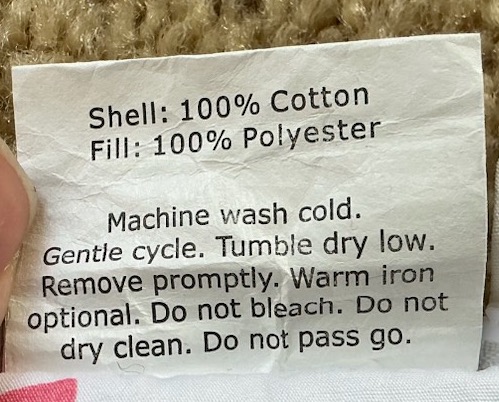 Shell: 100% Cotton
Fill: 100% Polyester
Machine wash cold.
Gentle cycle. Tumble dry low.
Remove promptly. Warm iron
optional. Do not bleach. Do not
dry clean. Do not pass go.